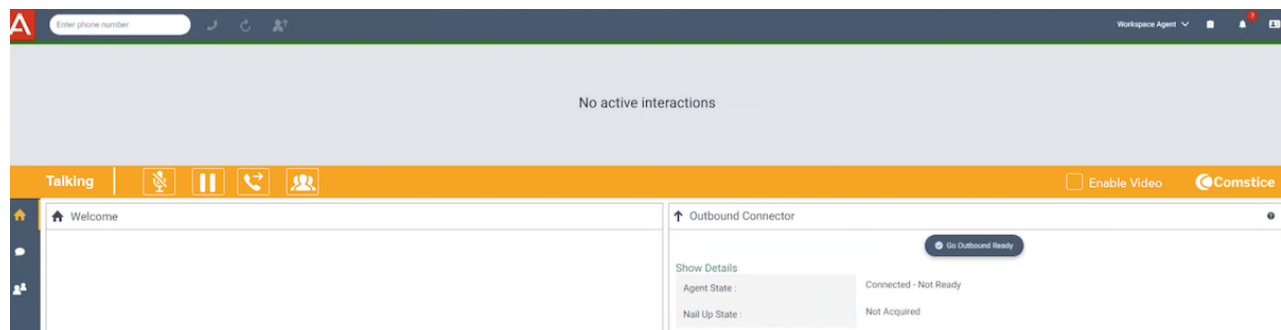 Enter phone number
Workspace Agent
No active interactions
Talking
Enable Video
Comstice
Welcome
Outbound Connector
Go Outbound Ready
Show Details
Agent State :
Connected - Not Ready
Nail Up State :
Not Acquired